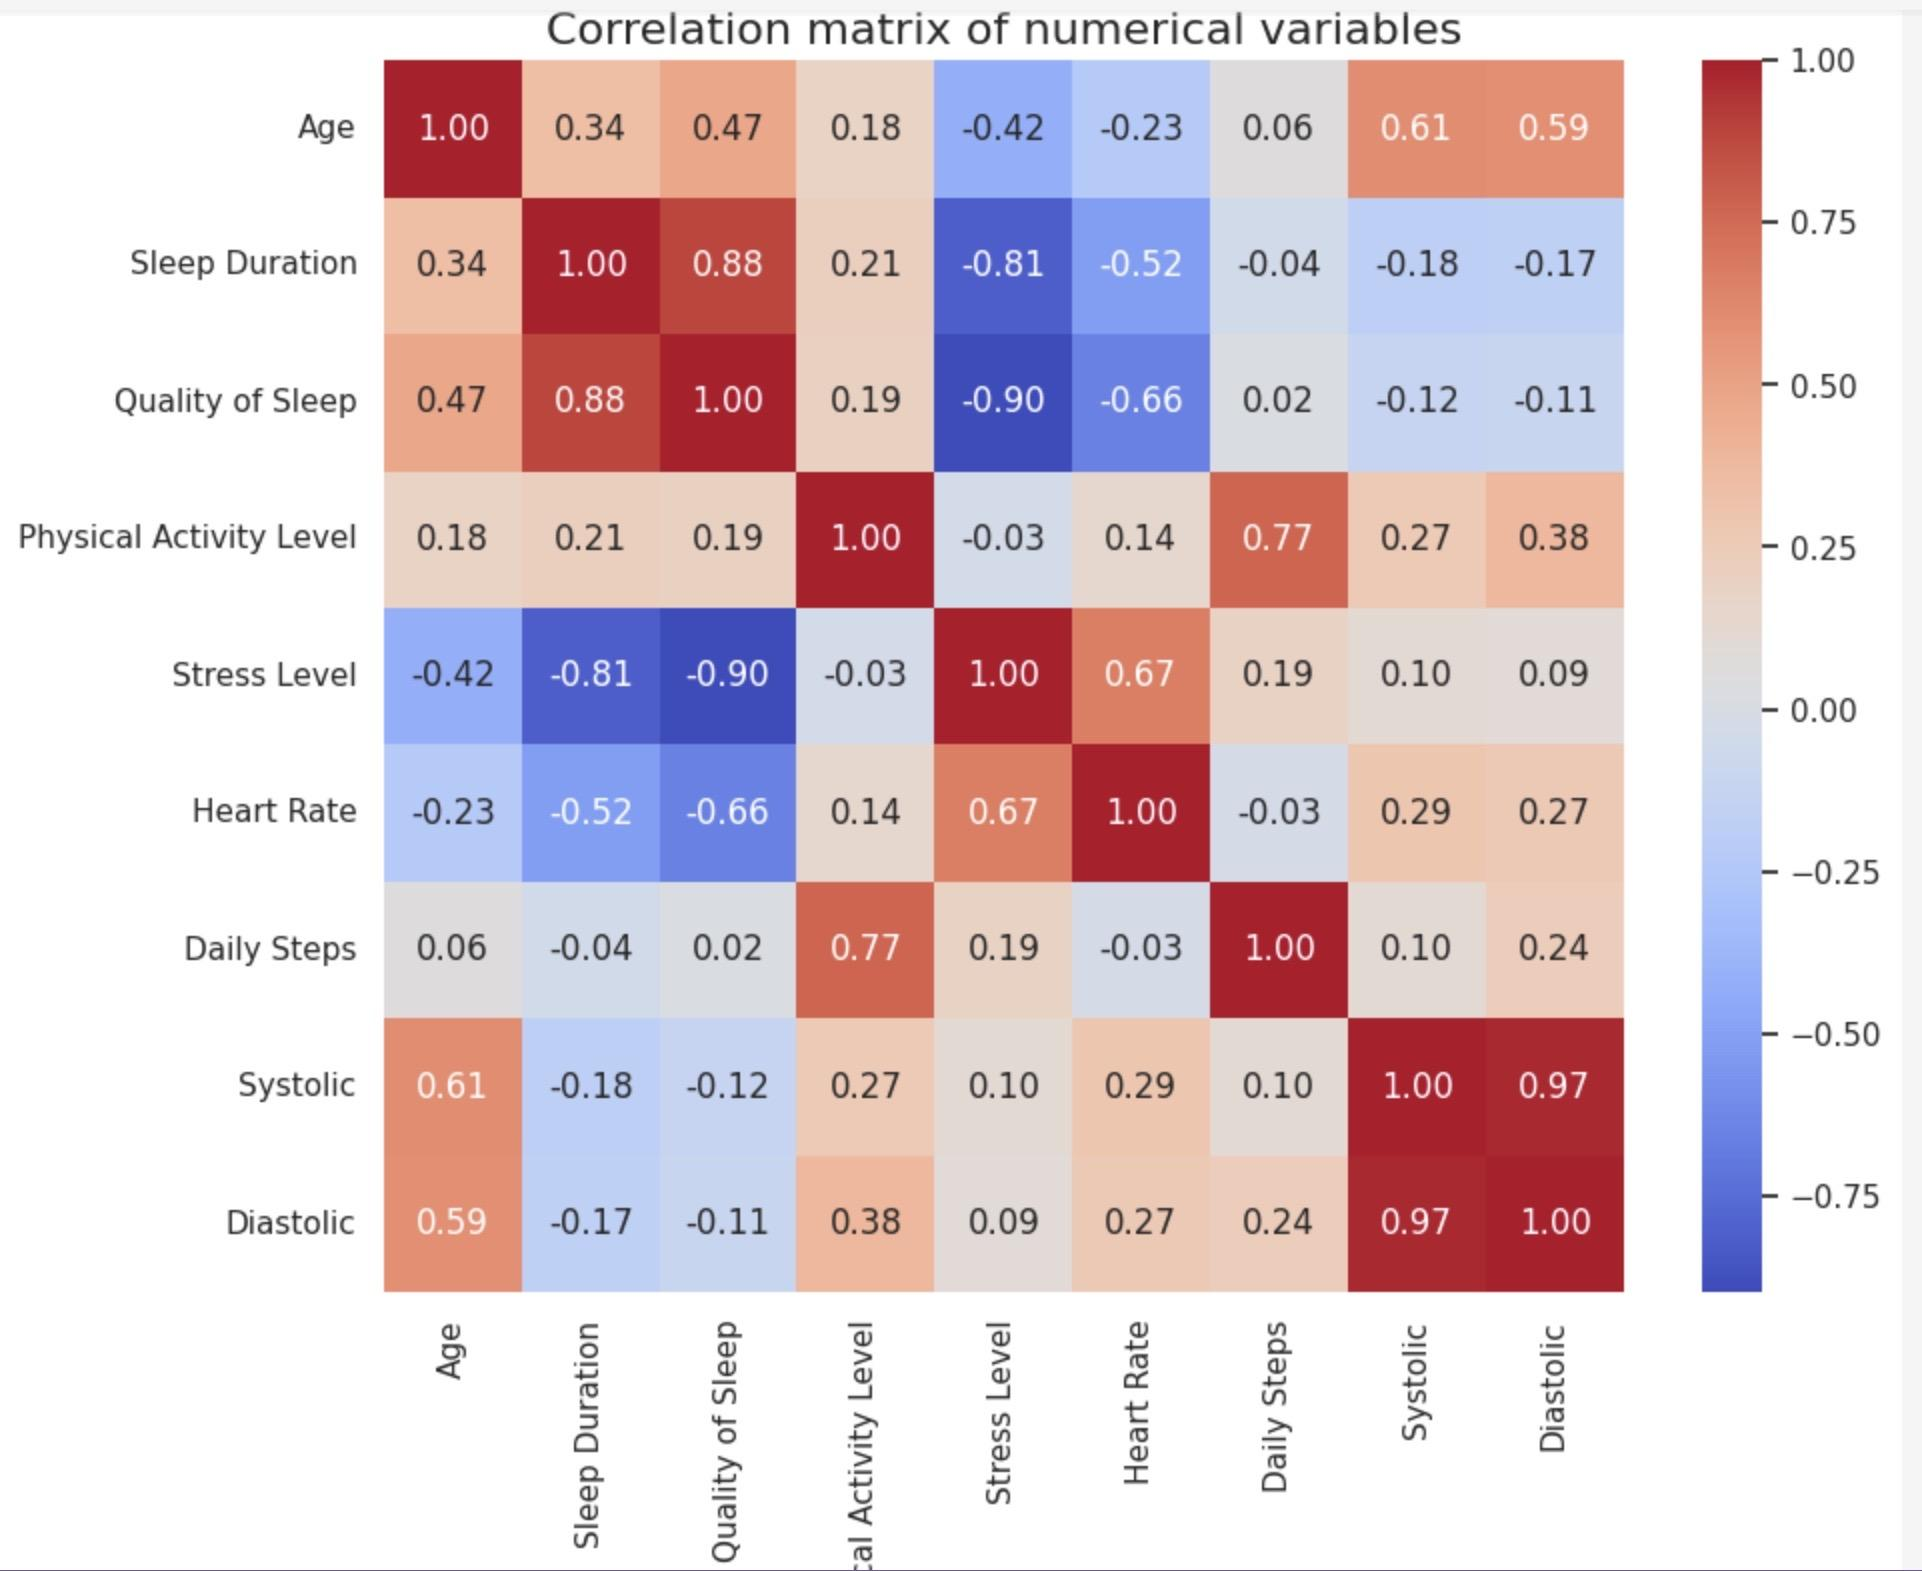 Correlation matrix of numerical variables
Age 1.00 0.34 0.47 0.18 -0.42 -0.23 0.06 0.61 0.59
Sleep Duration 0.34 1.00 0.88 0.21 -0.81 -0.52 -0.04 -0.18 -0.17
Quality of Sleep 0.47 0.88 1.00 0.19 -0.90 -0.66 0.02 -0.12 -0.11
Physical Activity Level 0.18 0.21 0.19 1.00 -0.03 0.14 0.77 0.27 0.38
Stress Level -0.42 -0.81 -0.90 -0.03 1.00 0.67 0.19 0.10 0.09
Heart Rate -0.23 -0.52 -0.66 0.14 0.67 1.00 -0.03 0.29 0.27
Daily Steps 0.06 -0.04 0.02 0.77 0.19 -0.03 1.00 0.10 0.24
Systolic 0.61 -0.18 -0.12 0.27 0.10 0.29 0.10 1.00 0.97
Diastolic 0.59 -0.17 -0.11 0.38 0.09 0.27 0.24 0.97 1.00
Age
Sleep Duration
Quality of Sleep
cal Activity Level
Stress Level
Heart Rate
Daily Steps
Systolic
Diastolic
1.00
0.75
0.50
0.25
0.00
−0.25
−0.50
−0.75